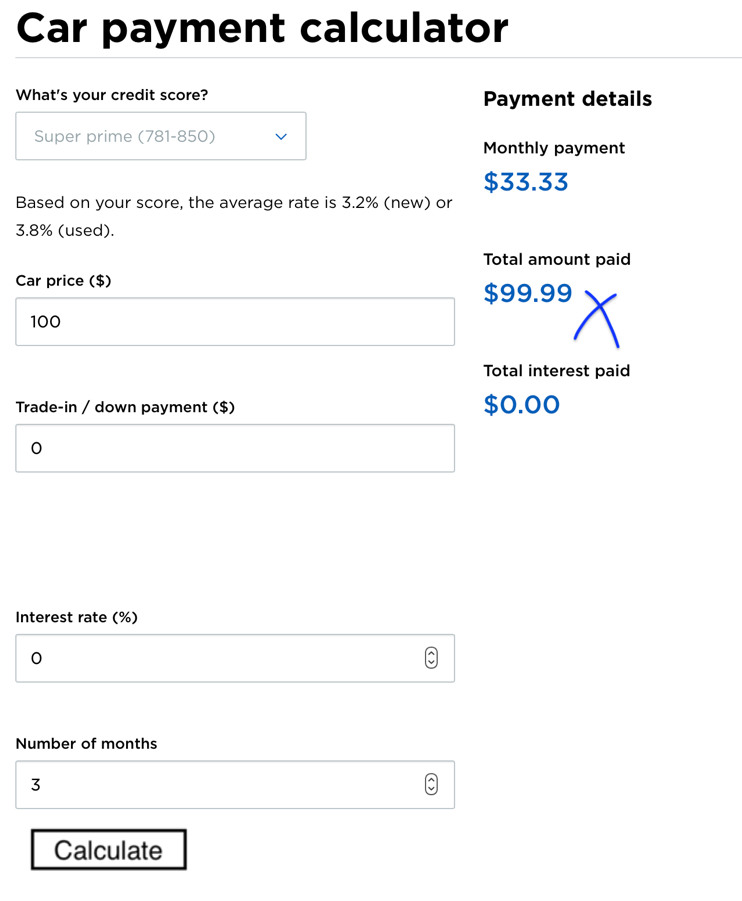 Car payment calculator
What's your credit score?
Super prime (781-850)
Based on your score, the average rate is 3.2% (new) or
3.8% (used).
Car price ($)
100
Trade-in / down payment ($)
0
Interest rate (%)
0
Number of months
3
Calculate
Payment details
Monthly payment
$33.33
Total amount paid
$99.99
Total interest paid
$0.00